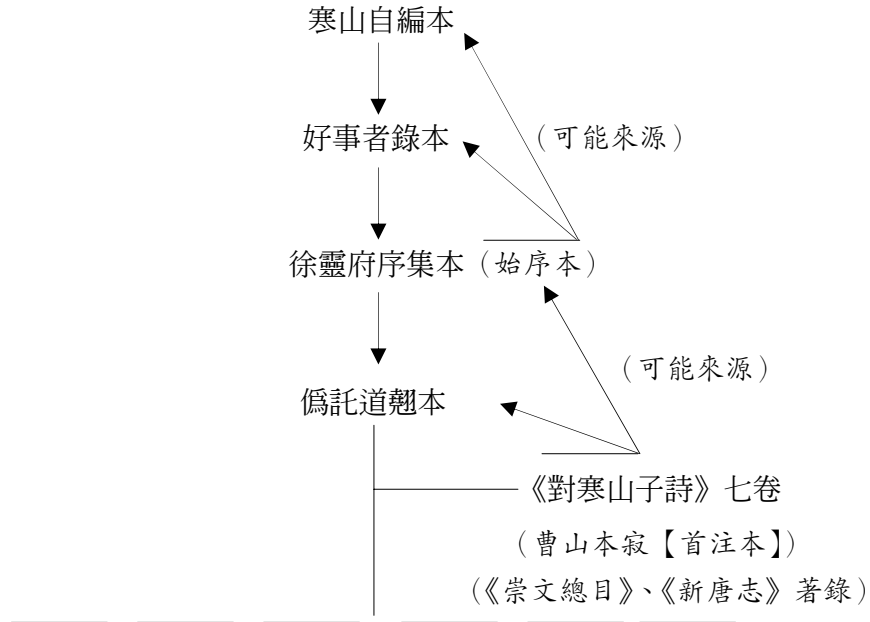 寒山自編本
好事者錄本
（可能來源）
徐靈府序集本（始序本）
（可能來源）
僞託道翹本
《對寒山子詩》七卷
（曹山本寂【首注本】）
（《崇文總目》、《新唐志》著錄）